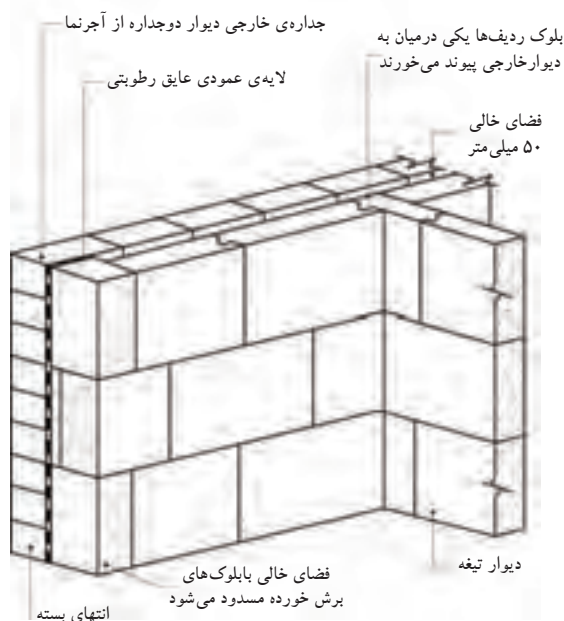 جداره‌ی خارجی دیوار دوجداره از آجرنما
بلوک ردیف‌ها یکی درمیان به
دیوارخارجی پیوند می‌خورند
لایه‌ی عمودی عایق رطوبتی
فضای خالی
۵۰ میلی‌متر
دیوار تیغه
فضای خالی بابلوک‌های
برش خورده مسدود می‌شود
انتهای بسته